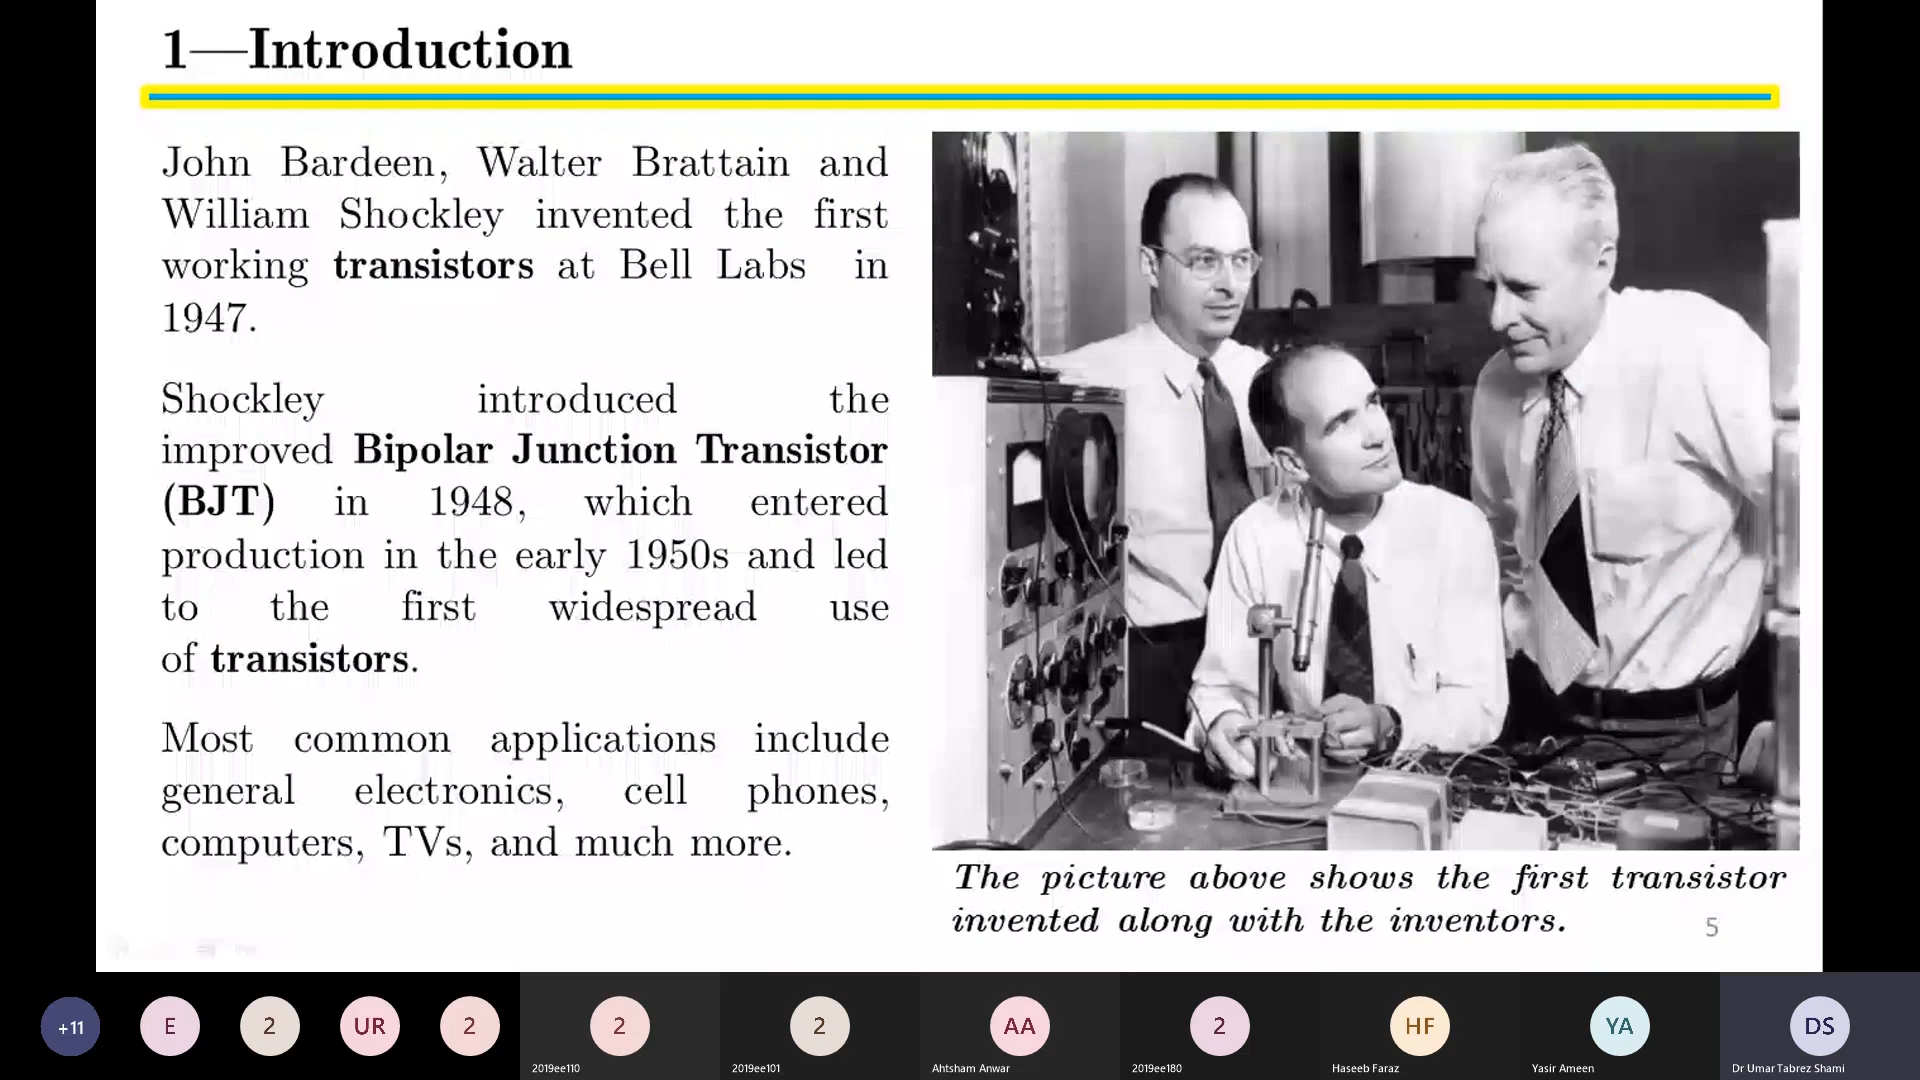 1—Introduction
John Bardeen, Walter Brattain and
William Shockley invented the first
working transistors at Bell Labs in
1947.
Shockley introduced the
improved Bipolar Junction Transistor
(BJT) in 1948, which entered
production in the early 1950s and led
to the first widespread use
of transistors.
Most common applications include
general electronics, cell phones,
computers, TVs, and much more.
The picture above shows the first transistor
invented along with the inventors.
5
+11
E
2
UR
2
2
2
AA
2
HF
YA
DS
2019ee110
2019ee101
Ahtsham Anwar
2019ee180
Haseeb Faraz
Yasir Ameen
Dr Umar Tabrez Shami